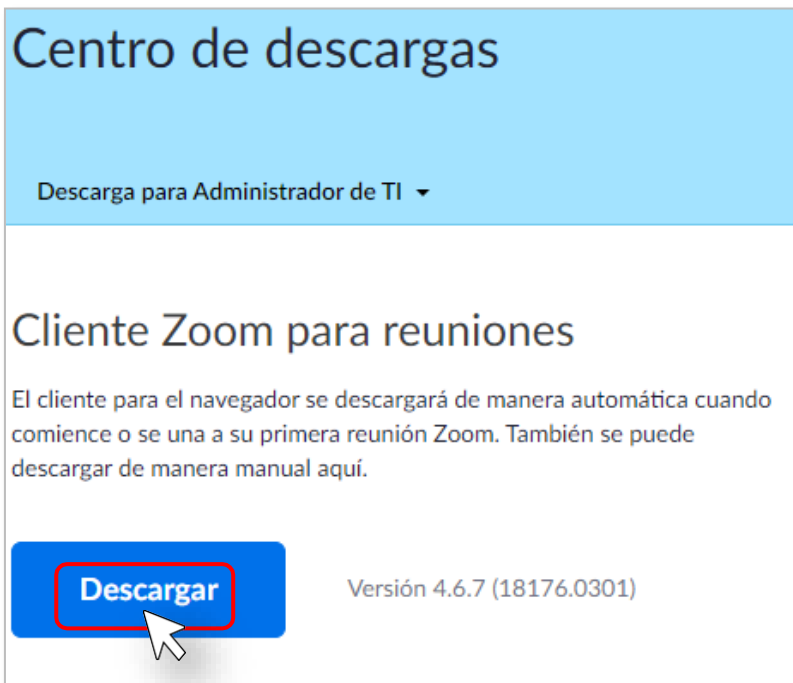 Centro de descargas
Descarga para Administrador de TI
Cliente Zoom para reuniones
El cliente para el navegador se descargará de manera automática cuando
comience o se una a su primera reunión Zoom. También se puede
descargar de manera manual aquí.
Descargar
Versión 4.6.7 (18176.0301)